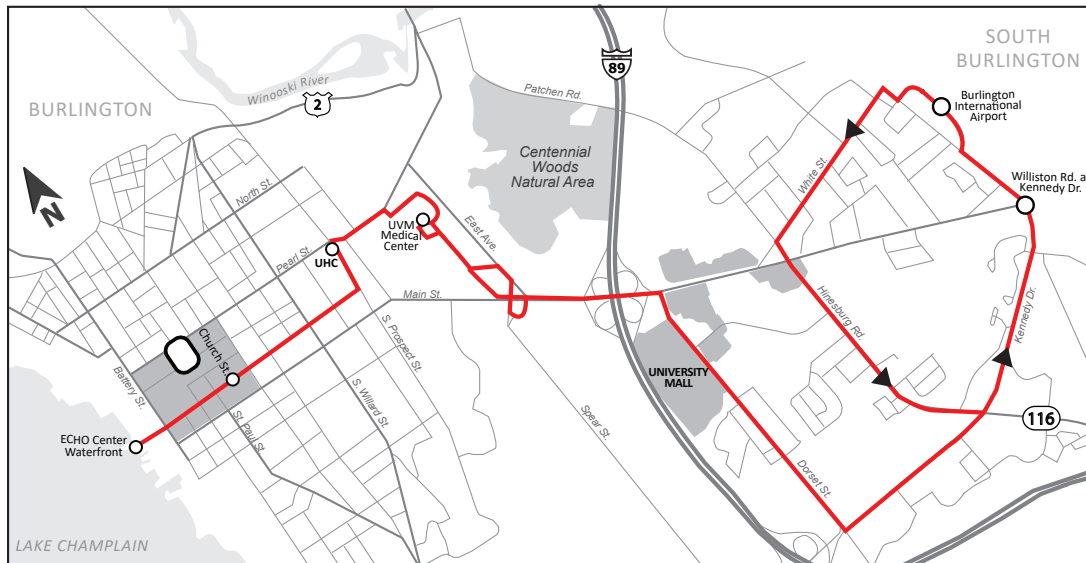 SOUTH
BURLINGTON
89
Winooski River
Patchen Rd.
BURLINGTON
2
Burlington
International
Airport
Centennial
Woods
Natural Area
White St.
Williston Rd. a
Kennedy Dr.
N
North St.
UVM
Medical
Center
East Ave.
Pearl St.
UHC
Main St.
Hinesburg Rd.
Kennedy Dr.
Church St.
S. Prospect St.
Battery St.
UNIVERSITY
MALL
S. Willard St.
116
St. Paul St.
Spear St.
ECHO Center
Waterfront
Dorset St.
LAKE CHAMPLAIN